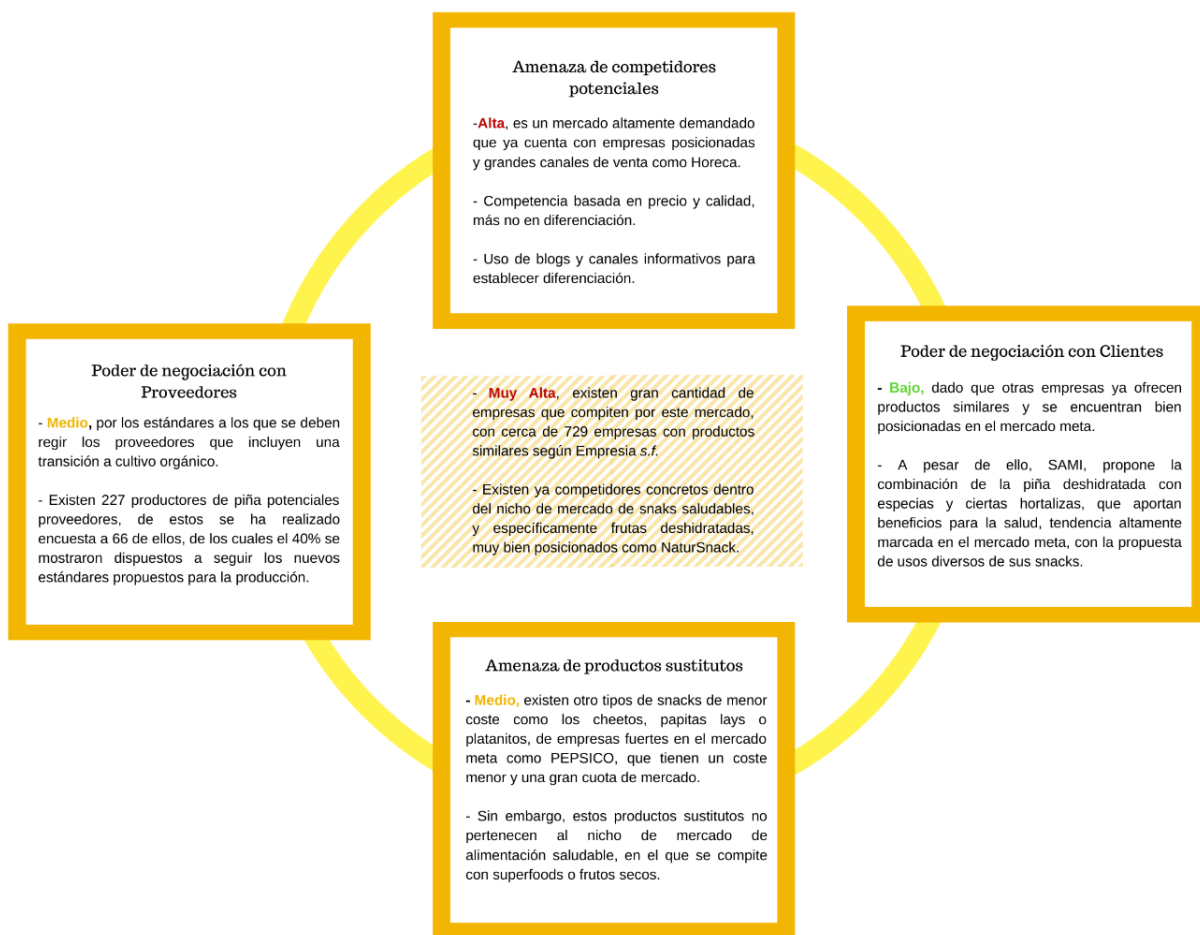 Amenaza de competidores
potenciales
-Alta, es un mercado altamente demandado
que ya cuenta con empresas posicionadas
y grandes canales de venta como Horeca.
- Competencia basada en precio y calidad,
más no en diferenciación.
- Uso de blogs y canales informativos para
establecer diferenciación.
Poder de negociación con
Proveedores
- Medio, por los estándares a los que se deben
regir los proveedores que incluyen una
transición a cultivo orgánico.
- Existen 227 productores de piña potenciales
proveedores, de estos se ha realizado
encuesta a 66 de ellos, de los cuales el 40% se
mostraron dispuestos a seguir los nuevos
estándares propuestos para la producción.
- Muy Alta, existen gran cantidad de
empresas que compiten por este mercado,
con cerca de 729 empresas con productos
similares según Empresia s.f.
- Existen ya competidores concretos dentro
del nicho de mercado de snaks saludables,
y específicamente frutas deshidratadas,
muy bien posicionados como NaturSnack.
Poder de negociación con Clientes
- Bajo, dado que otras empresas ya ofrecen
productos similares y se encuentran bien
posicionadas en el mercado meta.
- A pesar de ello, SAMI, propone la
combinación de la piña deshidratada con
especias y ciertas hortalizas, que aportan
beneficios para la salud, tendencia altamente
marcada en el mercado meta, con la propuesta
de usos diversos de sus snacks.
Amenaza de productos sustitutos
- Medio, existen otro tipos de snacks de menor
coste como los cheetos, papitas lays o
platanitos, de empresas fuertes en el mercado
meta como PEPSICO, que tienen un coste
menor y una gran cuota de mercado.
- Sin embargo, estos productos sustitutos no
pertenecen al nicho de mercado de
alimentación saludable, en el que se compite
con superfoods o frutos secos.